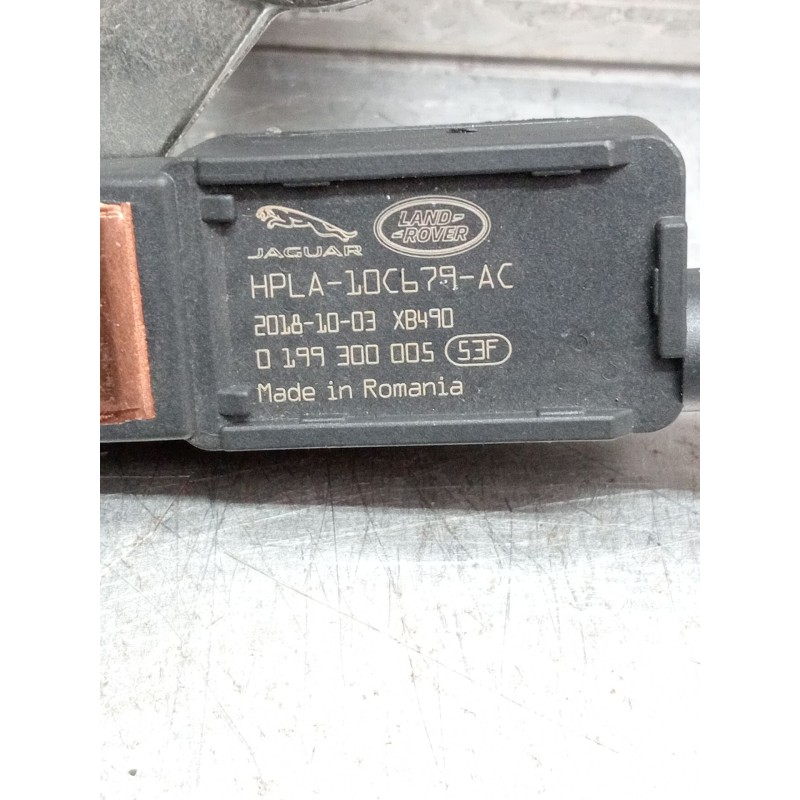 JAGUAR
LAND-
-ROVER
HPLA-10C679-AC
2018-10-03 XB490
0 199 300 005 S3F
Made in Romania